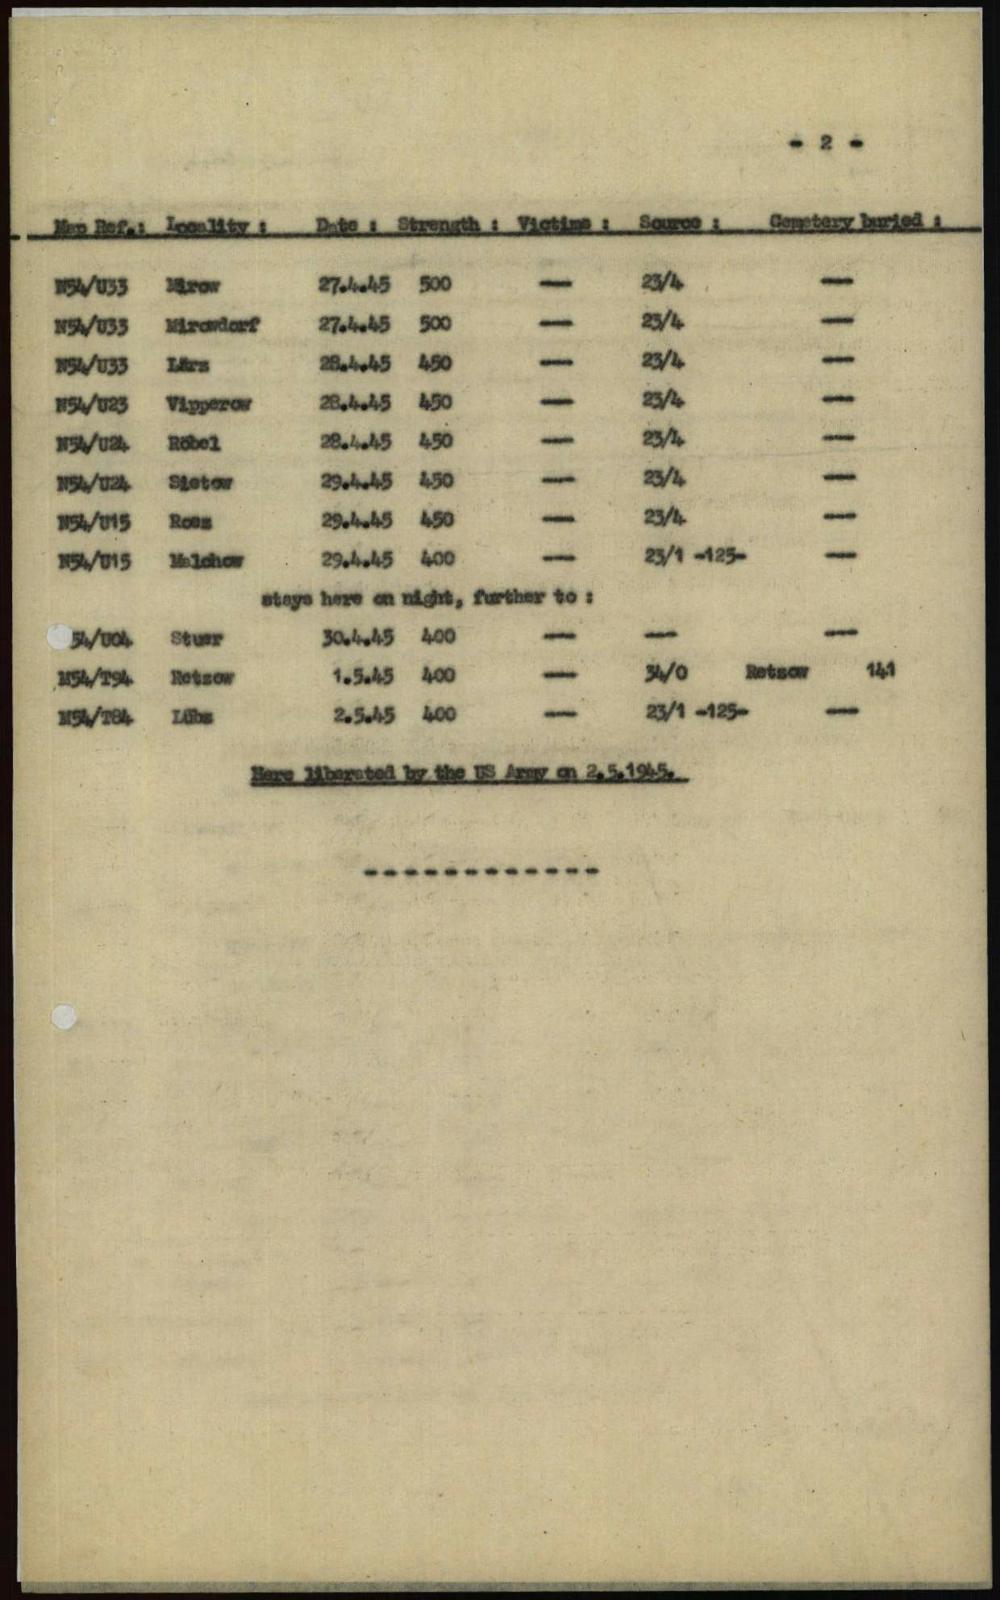 - 2 -
Map Ref.: Locality : Date : Strength : Victims : Source : Cemetery buried :
N54/U33 Mirow 27.4.45 500 — 23/4 —
N54/U33 Mirowdorf 27.4.45 500 — 23/4 —
N54/U33 Lärz 28.4.45 450 — 23/4 —
N54/U23 Vipperow 28.4.45 450 — 23/4 —
N54/U24 Röbel 28.4.45 450 — 23/4 —
N54/U24 Sietow 29.4.45 450 — 23/4 —
N54/U15 Roez 29.4.45 450 — 23/4 —
N54/U15 Malchow 29.4.45 400 — 23/1 -125- —
stays here on night, further to :
54/U04 Stuer 30.4.45 400 — — —
M54/T94 Retzow 1.5.45 400 — 34/0 Retzow 141
M54/T84 Lübz 2.5.45 400 — 23/1 -125- —
Here liberated by the US Army on 2.5.1945.
- - - - - - - - - - - -